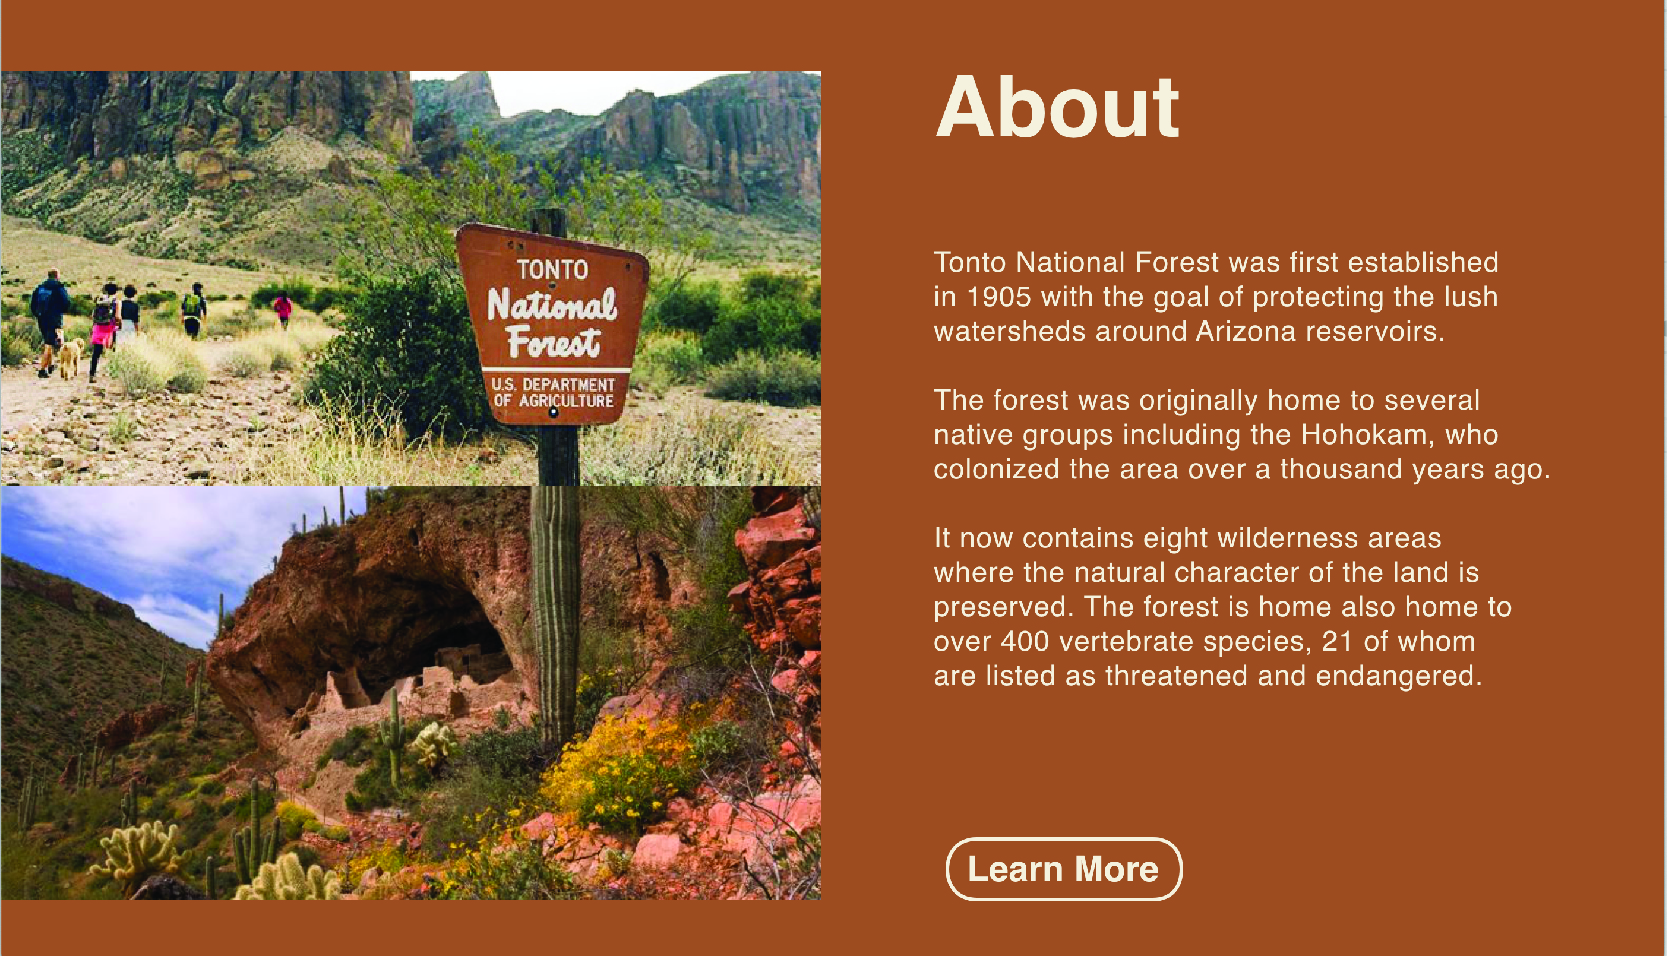 About
TONTO
National
Forest
U.S. DEPARTMENT
OF AGRICULTURE
Tonto National Forest was first established
in 1905 with the goal of protecting the lush
watersheds around Arizona reservoirs.
The forest was originally home to several
native groups including the Hohokam, who
colonized the area over a thousand years ago.
It now contains eight wilderness areas
where the natural character of the land is
preserved. The forest is home also home to
over 400 vertebrate species, 21 of whom
are listed as threatened and endangered.
Learn More